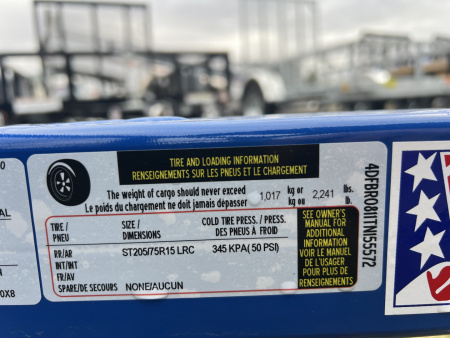 TIRE AND LOADING INFORMATION
RENSEIGNEMENTS SUR LES PNEUS ET LE CHARGEMENT
The weight of cargo should never exceed 1,017 kg or 2,241 lbs.
Le poids du chargement ne doit jamais dépasser kg ou lb.
TIRE / SIZE / COLD TIRE PRESS. / PRESS.
PNEU DIMENSIONS DES PNEUS À FROID
RR/AR ST205/75R15 LRC 345 KPA( 50 PSI)
INT/INT
FR/AV
SPARE/DE SECOURS NONE/AUCUN
SEE OWNER'S
MANUAL FOR
ADDITIONAL
INFORMATION
VOIR LE MANUEL
DE L'USAGER
POUR PLUS DE
RENSEIGNEMENTS
0X8